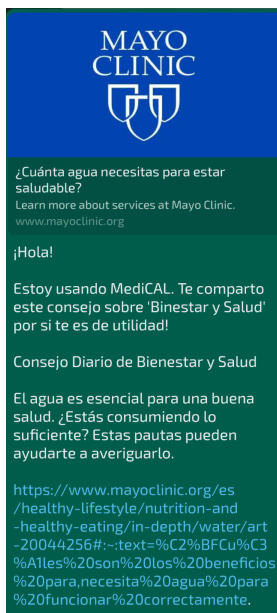 MAYO
CLINIC
¿Cuánta agua necesitas para estar
saludable?
Learn more about services at Mayo Clinic.
www.mayoclinic.org
¡Hola!
Estoy usando MediCAL. Te comparto
este consejo sobre 'Binestar y Salud'
por si te es de utilidad!
Consejo Diario de Bienestar y Salud
El agua es esencial para una buena
salud. ¿Estás consumiendo lo
suficiente? Estas pautas pueden
ayudarte a averiguarlo.
https://www.mayoclinic.org/es
/healthy-lifestyle/nutrition-and
-healthy-eating/in-depth/water/art
-20044256#:~:text=%C2%BFCu%C3
%A1les%20son%20los%20beneficios
%20para,necesita%20agua%20para
%20funcionar%20correctamente.